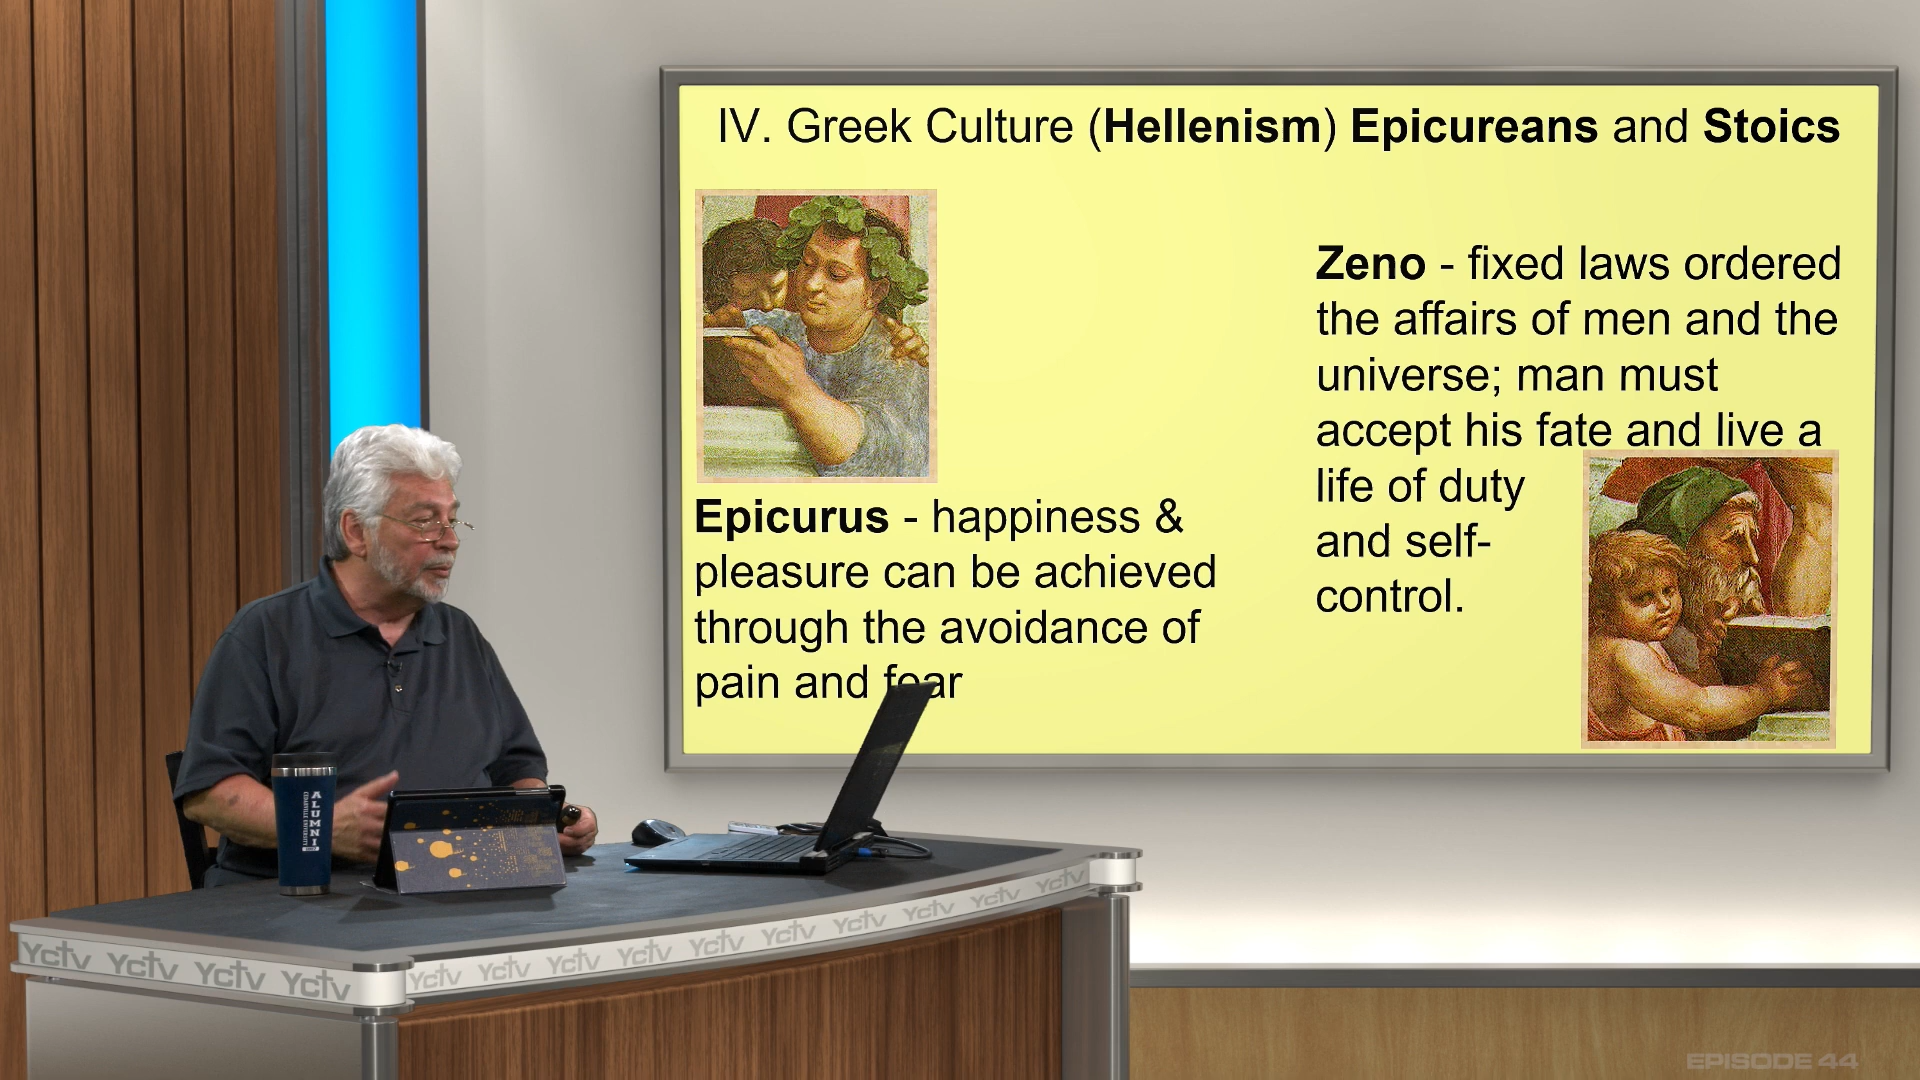 IV. Greek Culture (Hellenism) Epicureans and Stoics
Epicurus - happiness &
pleasure can be achieved
through the avoidance of
pain and fear
Zeno - fixed laws ordered
the affairs of men and the
universe; man must
accept his fate and live a
life of duty
and self-
control.
ALUMNI
Yctv Yctv Yctv Yctv Yctv Yctv Yctv Yctv Yctv Yctv Yctv Yctv Yctv Yctv
EPISODE 44